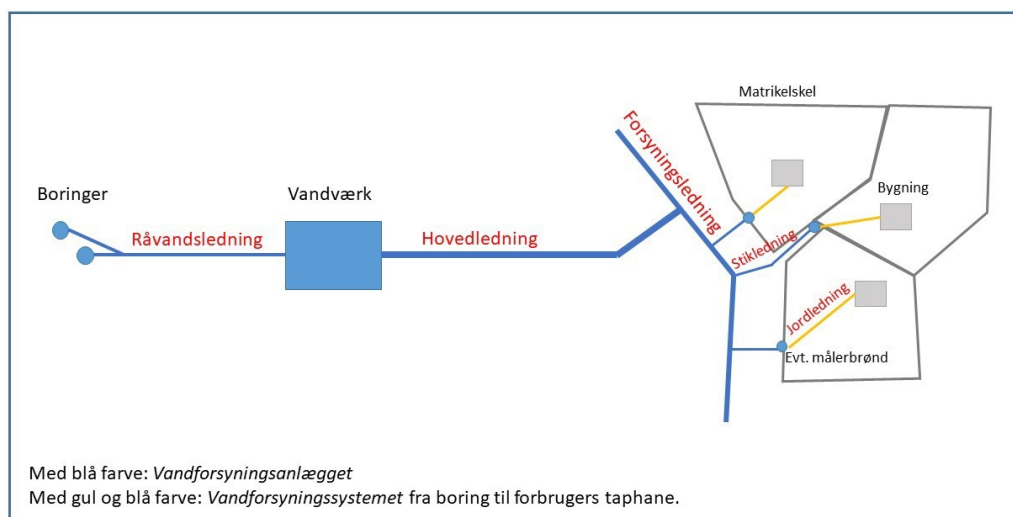 Matrikelskel
Forsyningsledning
Boringer
Vandværk
Bygning
Råvandsledning
Hovedledning
Stikledning
Jordledning
Evt. målerbrønd
Med blå farve: Vandforsyningsanlægget
Med gul og blå farve: Vandforsyningssystemet fra boring til forbrugers taphane.